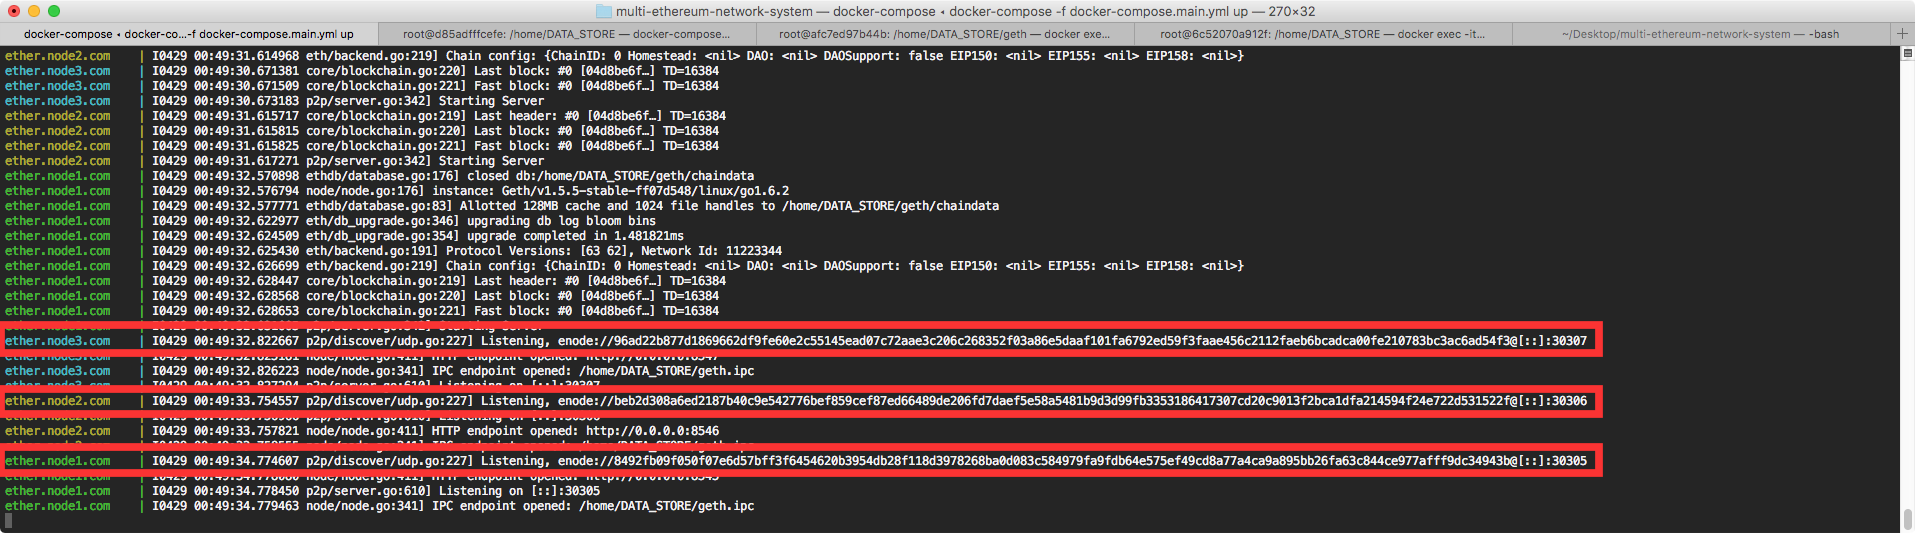 multi-ethereum-network-system — docker-compose ◂ docker-compose -f docker-compose.main.yml up — 270×32
docker-compose ◂ docker-co...-f docker-compose.main.yml up
root@d85adfffcefe: /home/DATA_STORE — docker-compose...
root@afc7ed97b44b: /home/DATA_STORE/geth — docker exe...
root@6c52070a912f: /home/DATA_STORE — docker exec -it...
~/Desktop/multi-ethereum-network-system — -bash
ether.node2.com | I0429 00:49:31.614968 eth/backend.go:219] Chain config: {ChainID: 0 Homestead: <nil> DAO: <nil> DAOSupport: false EIP150: <nil> EIP155: <nil> EIP158: <nil>}
ether.node3.com | I0429 00:49:30.671381 core/blockchain.go:220] Last block: #0 [04d8be6f…] TD=16384
ether.node3.com | I0429 00:49:30.671509 core/blockchain.go:221] Fast block: #0 [04d8be6f…] TD=16384
ether.node3.com | I0429 00:49:30.673183 p2p/server.go:342] Starting Server
ether.node2.com | I0429 00:49:31.615717 core/blockchain.go:219] Last header: #0 [04d8be6f…] TD=16384
ether.node2.com | I0429 00:49:31.615815 core/blockchain.go:220] Last block: #0 [04d8be6f…] TD=16384
ether.node2.com | I0429 00:49:31.615825 core/blockchain.go:221] Fast block: #0 [04d8be6f…] TD=16384
ether.node2.com | I0429 00:49:31.617271 p2p/server.go:342] Starting Server
ether.node1.com | I0429 00:49:32.570898 ethdb/database.go:176] closed db:/home/DATA_STORE/geth/chaindata
ether.node1.com | I0429 00:49:32.576794 node/node.go:176] instance: Geth/v1.5.5-stable-ff07d548/linux/go1.6.2
ether.node1.com | I0429 00:49:32.577771 ethdb/database.go:83] Allotted 128MB cache and 1024 file handles to /home/DATA_STORE/geth/chaindata
ether.node1.com | I0429 00:49:32.622977 eth/db_upgrade.go:346] upgrading db log bloom bins
ether.node1.com | I0429 00:49:32.624509 eth/db_upgrade.go:354] upgrade completed in 1.481821ms
ether.node1.com | I0429 00:49:32.625430 eth/backend.go:191] Protocol Versions: [63 62], Network Id: 11223344
ether.node1.com | I0429 00:49:32.626699 eth/backend.go:219] Chain config: {ChainID: 0 Homestead: <nil> DAO: <nil> DAOSupport: false EIP150: <nil> EIP155: <nil> EIP158: <nil>}
ether.node1.com | I0429 00:49:32.628447 core/blockchain.go:219] Last header: #0 [04d8be6f…] TD=16384
ether.node1.com | I0429 00:49:32.628568 core/blockchain.go:220] Last block: #0 [04d8be6f…] TD=16384
ether.node1.com | I0429 00:49:32.628653 core/blockchain.go:221] Fast block: #0 [04d8be6f…] TD=16384
ether.node3.com | I0429 00:49:32.822667 p2p/discover/udp.go:227] Listening, enode://96ad22b877d1869662df9fe60e2c55145ead07c72aae3c206c268352f03a86e5daaf101fa6792ed59f3faae456c2112faeb6bcadca00fe210783bc3ac6ad54f3@[::]:30307
ether.node3.com | I0429 00:49:32.826223 node/node.go:341] IPC endpoint opened: /home/DATA_STORE/geth.ipc
ether.node2.com | I0429 00:49:33.754557 p2p/discover/udp.go:227] Listening, enode://beb2d308a6ed2187b40c9e542776bef859cef87ed66489de206fd7daef5e58a5481b9d3d99fb3353186417307cd20c9013f2bca1dfa214594f24e722d531522f@[::]:30306
ether.node2.com | I0429 00:49:33.757821 node/node.go:411] HTTP endpoint opened: http://0.0.0.0:8546
ether.node1.com | I0429 00:49:34.774607 p2p/discover/udp.go:227] Listening, enode://8492fb09f050f07e6d57bff3f6454620b3954db28f118d3978268ba0d083c584979fa9fdb64e575ef49cd8a77a4ca9a895bb26fa63c844ce977afff9dc34943b@[::]:30305
ether.node1.com | I0429 00:49:34.778450 p2p/server.go:610] Listening on [::]:30305
ether.node1.com | I0429 00:49:34.779463 node/node.go:341] IPC endpoint opened: /home/DATA_STORE/geth.ipc